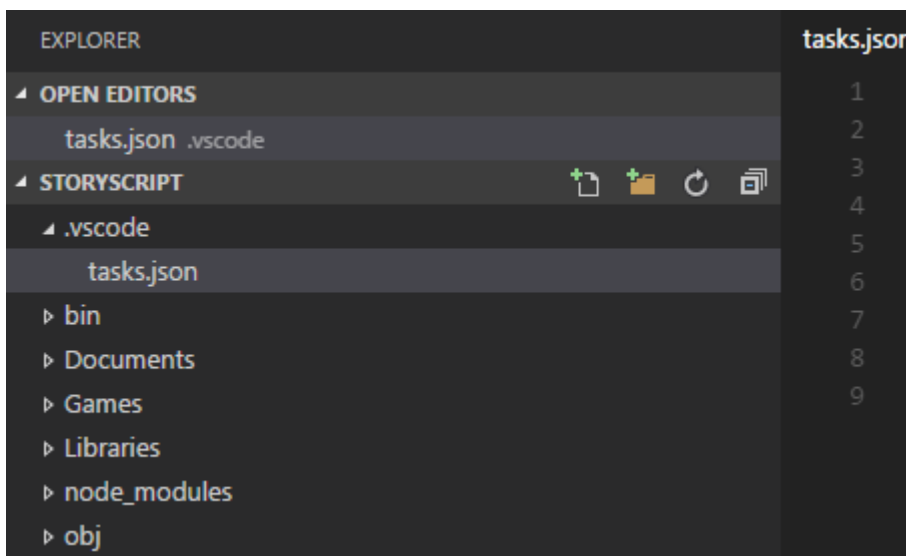 EXPLORER
OPEN EDITORS
tasks.json .vscode
STORYSCRIPT
.vscode
tasks.json
bin
Documents
Games
Libraries
node_modules
obj
tasks.json
1
2
3
4
5
6
7
8
9